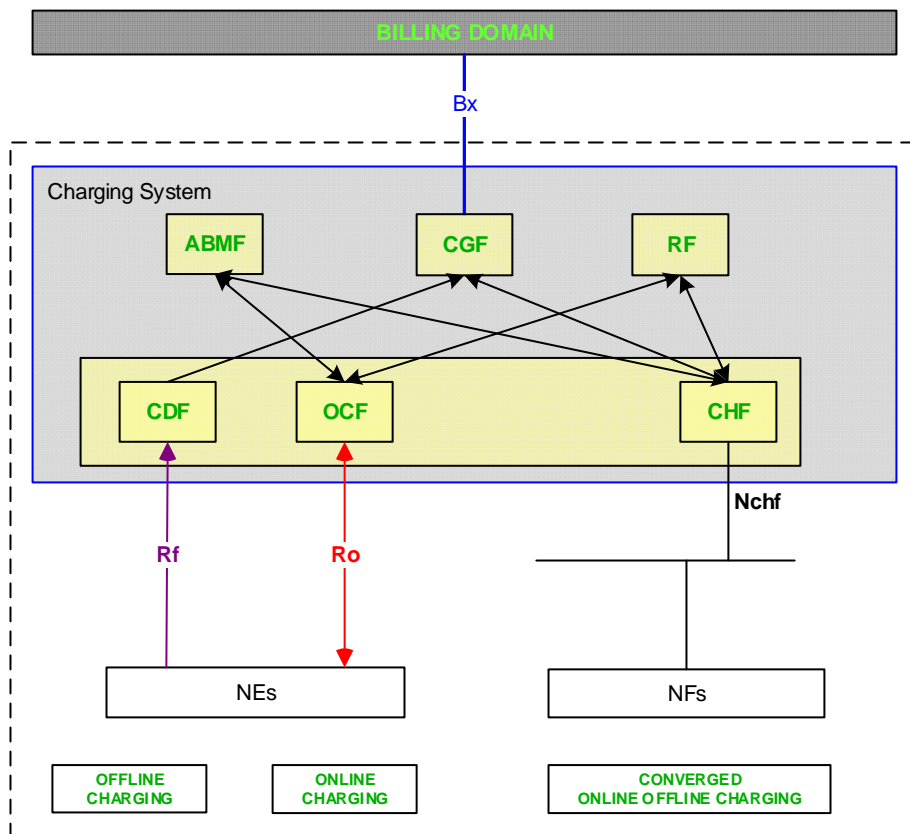 BILLING DOMAIN
Bx
Charging System
ABMF
CGF
RF
CDF
OCF
CHF
Nchf
Rf
Ro
NEs
NFs
OFFLINE
CHARGING
ONLINE
CHARGING
CONVERGED
ONLINE OFFLINE CHARGING